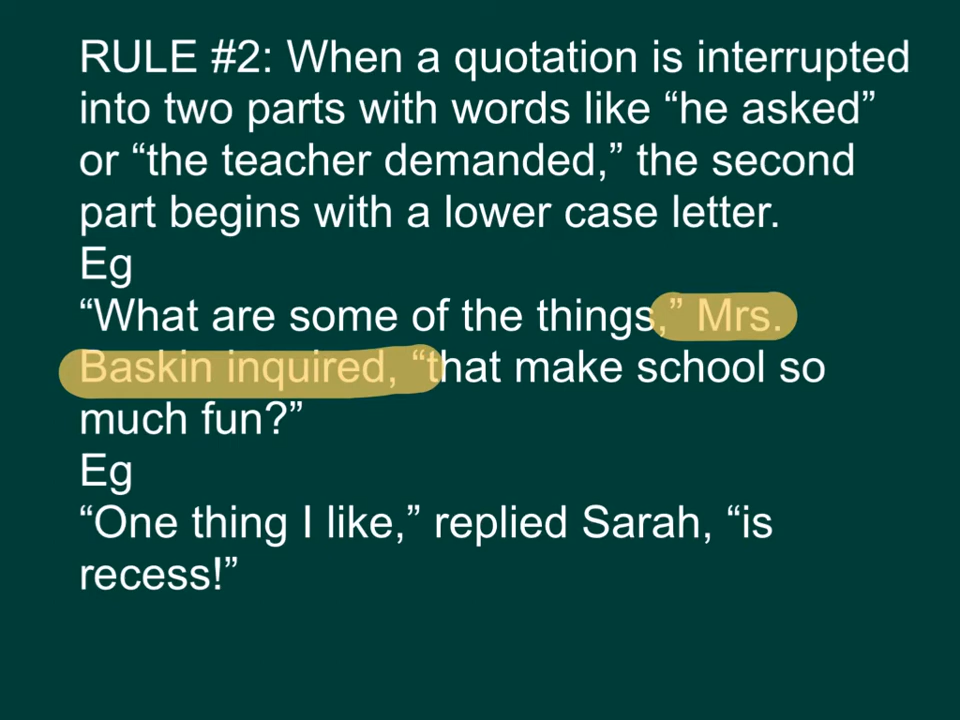 RULE #2: When a quotation is interrupted
into two parts with words like “he asked”
or “the teacher demanded,” the second
part begins with a lower case letter.
Eg
“What are some of the things,” Mrs.
Baskin inquired, “that make school so
much fun?”
Eg
“One thing I like,” replied Sarah, “is
recess!”